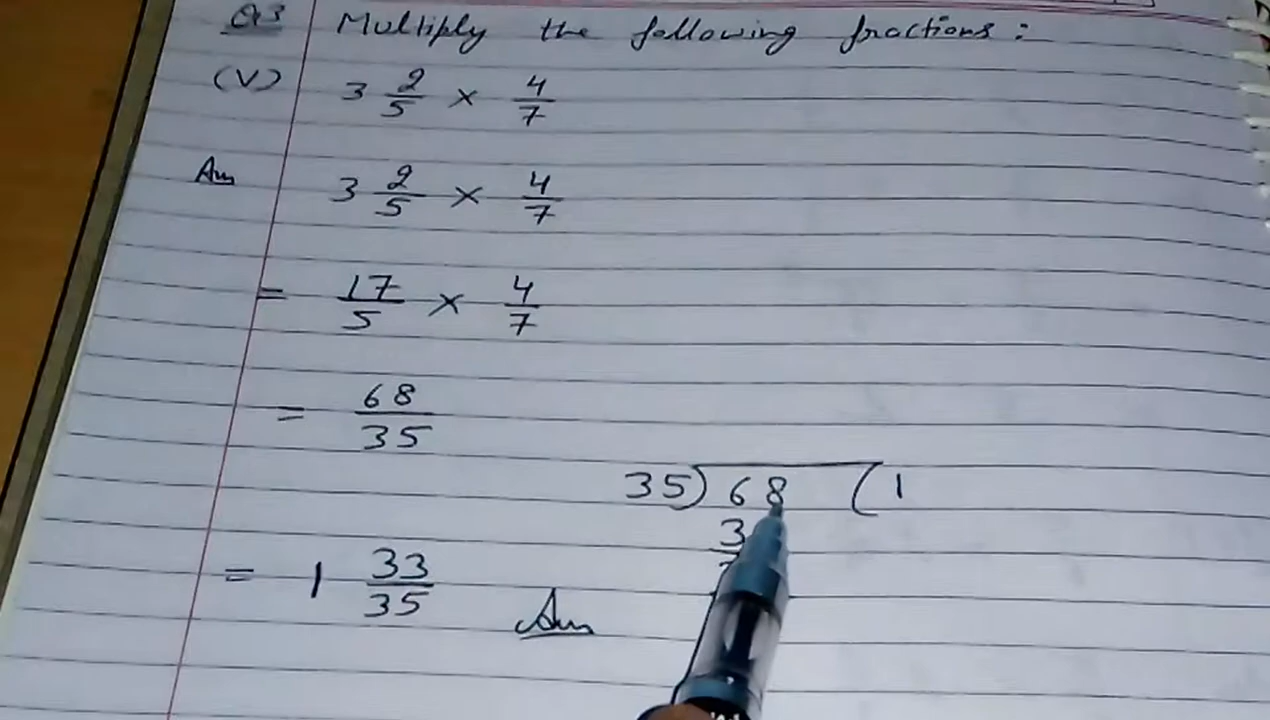 Q3 Multiply the following fractions:
(V) 3 2/5 × 4/7
Ans 3 2/5 × 4/7
= 17/5 × 4/7
= 68/35
35) 68 (1
3
= 1 33/35 Ans